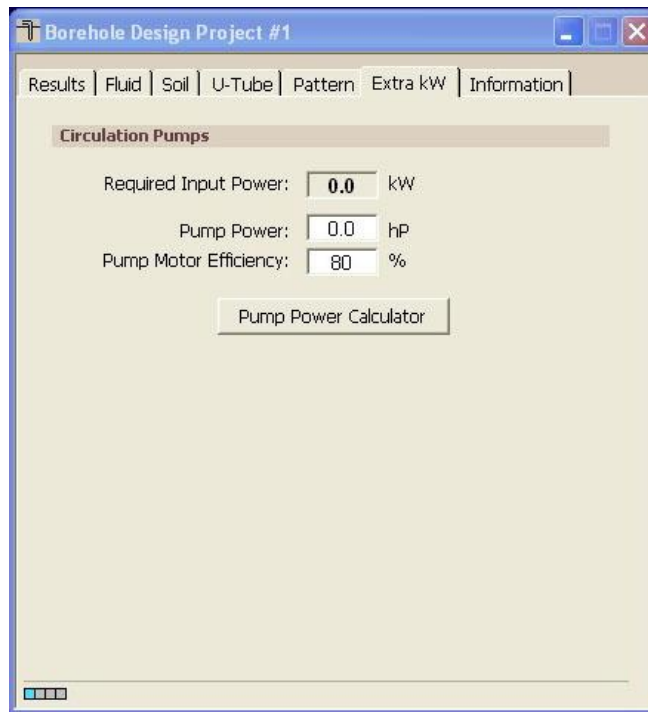 Borehole Design Project #1
Results Fluid Soil U-Tube Pattern Extra kW Information
Circulation Pumps
Required Input Power: 0.0 kW
Pump Power: 0.0 hP
Pump Motor Efficiency: 80 %
Pump Power Calculator